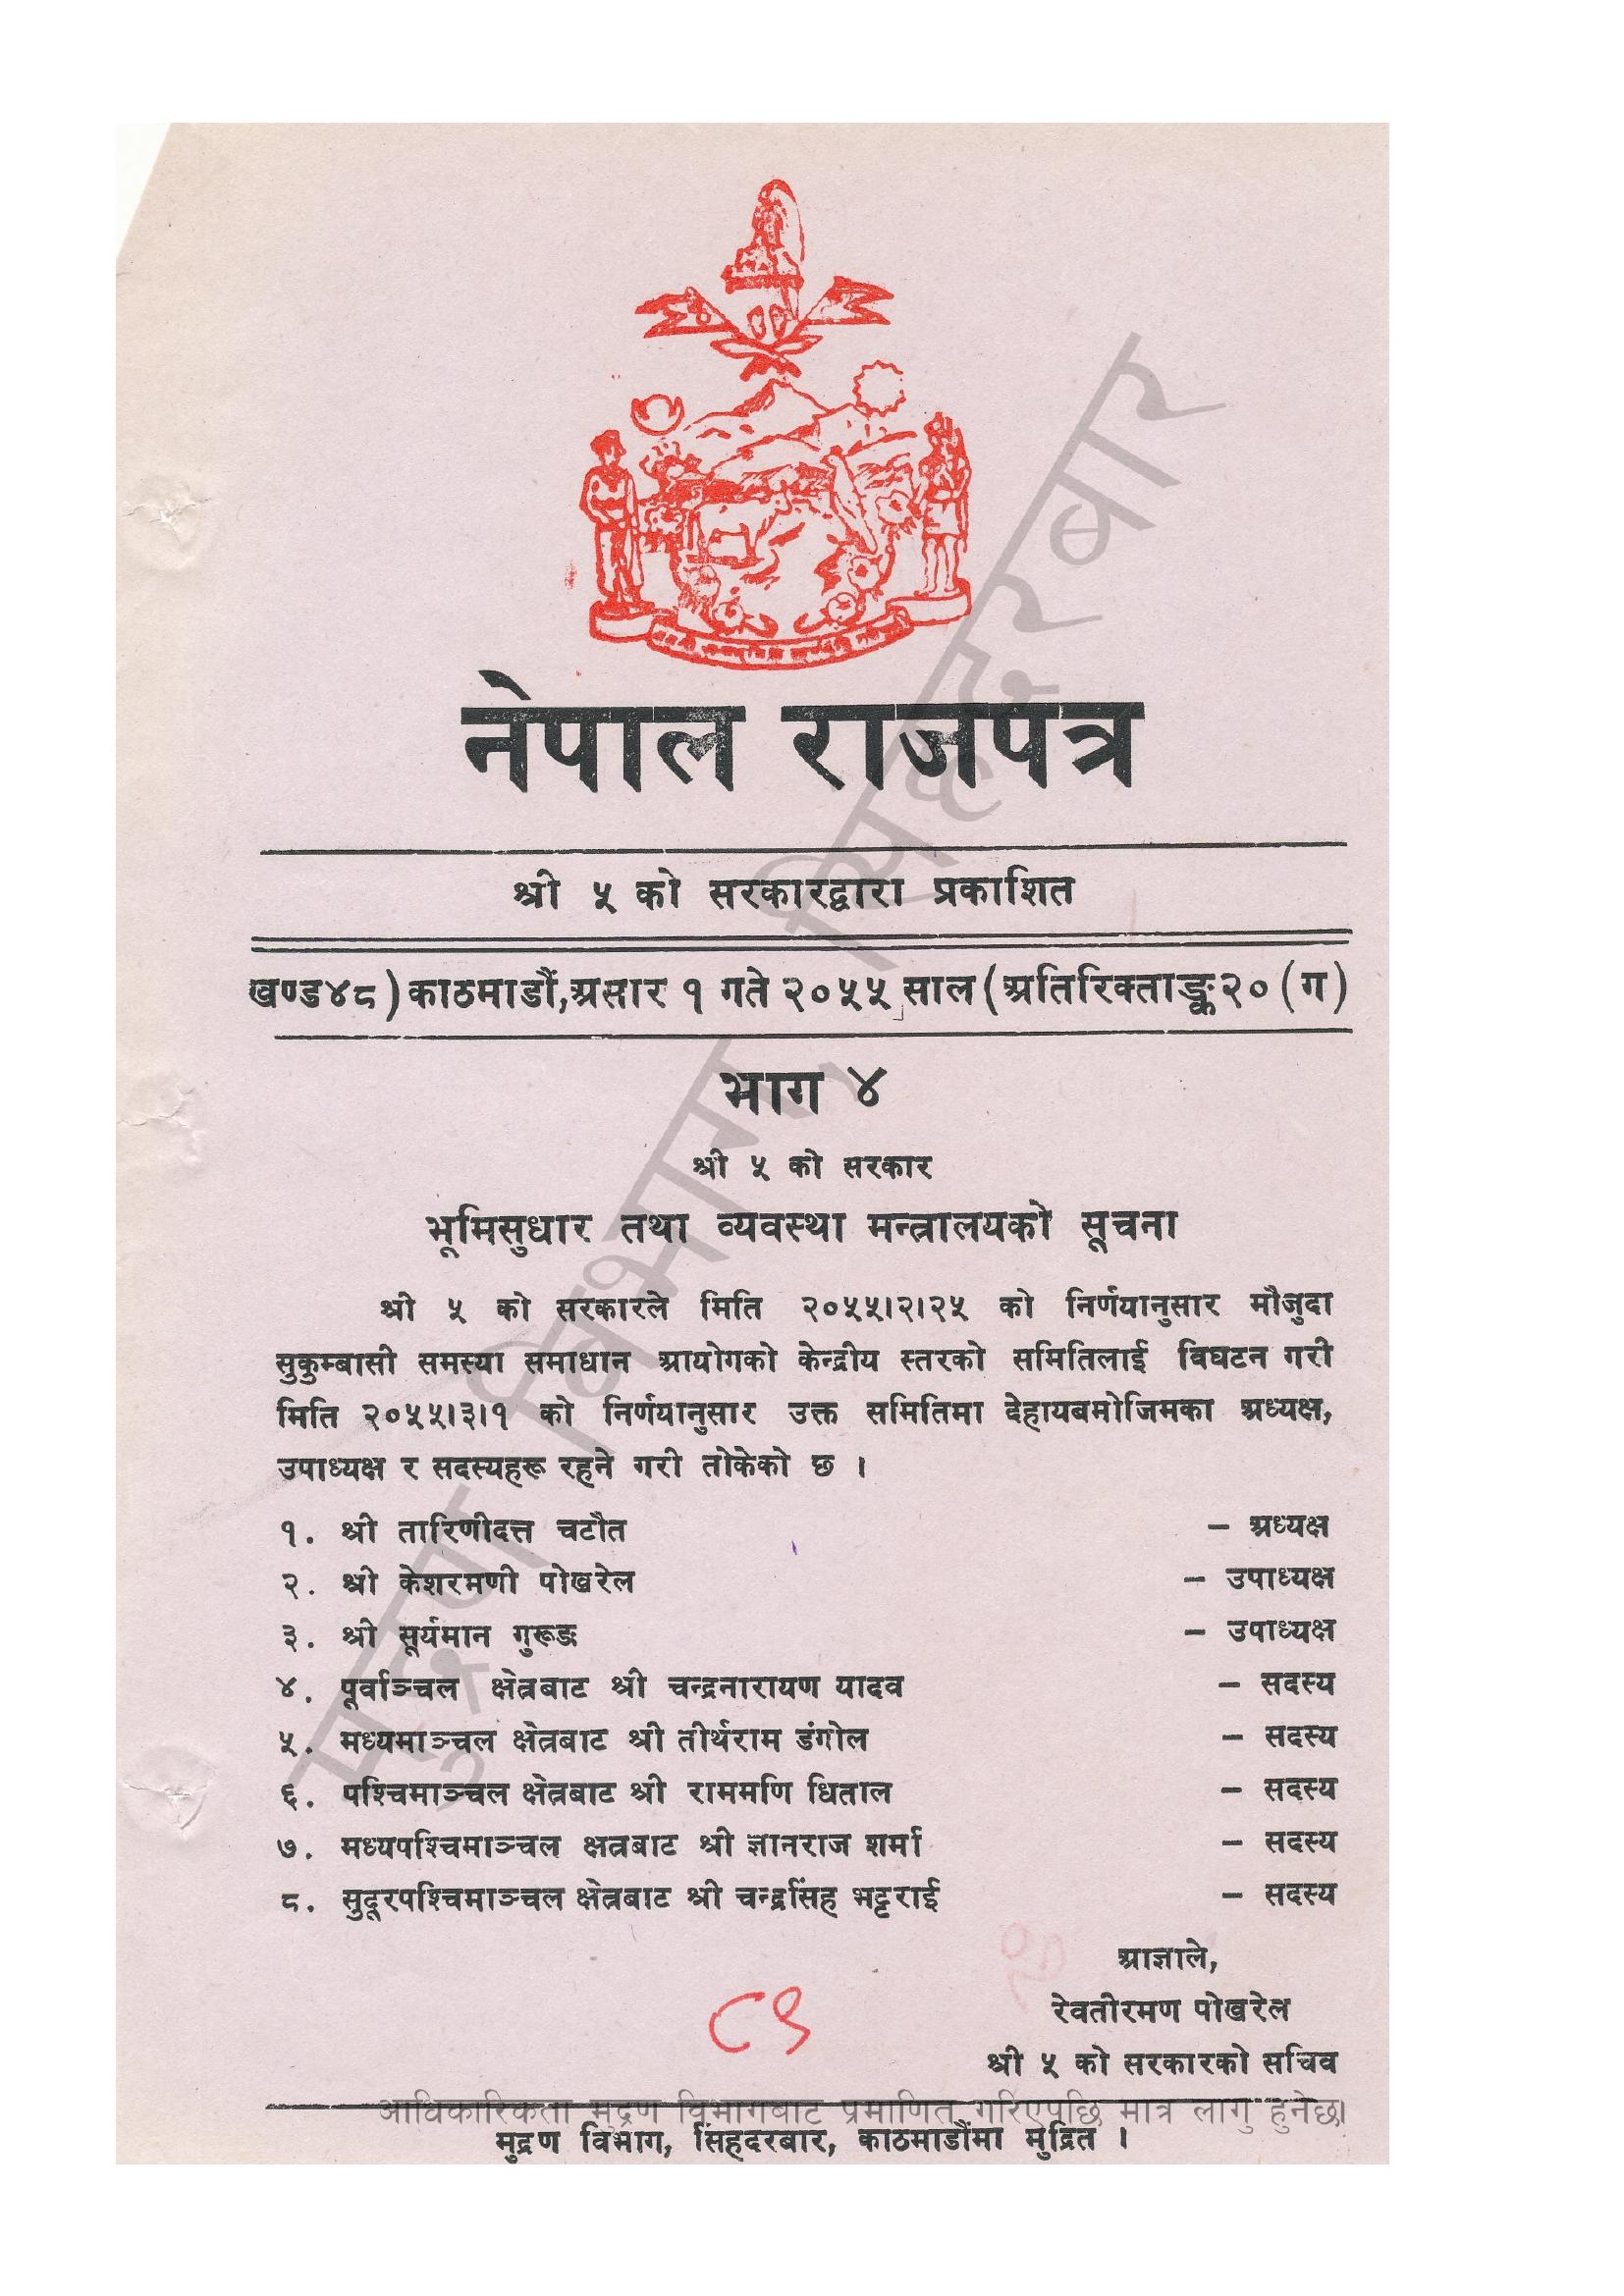 नेपाल राजपत्र
श्री ५ को सरकारद्वारा प्रकाशित
खण्ड४८) काठमाडौं,असार १ गते २०५५ साल (अतिरिक्ताङ्क२० (ग)
भाग ४
श्री ५ को सरकार
भूमिसुधार तथा व्यवस्था मन्त्रालयको सूचना
श्री ५ को सरकारले मिति २०५५।२।२५ को निर्णयानुसार मौजुदा
सुकुम्बासी समस्या समाधान आयोगको केन्द्रीय स्तरको समितिलाई विघटन गरी
मिति २०५५।३।१ को निर्णयानुसार उक्त समितिमा देहायबमोजिमका अध्यक्ष,
उपाध्यक्ष र सदस्यहरू रहने गरी तोकेको छ ।
१. श्री तारिणीदत्त चटौत – अध्यक्ष
२. श्री केशरमणी पोखरेल – उपाध्यक्ष
३. श्री सूर्यमान गुरूङ – उपाध्यक्ष
४. पूर्वाञ्चल क्षेत्रबाट श्री चन्द्रनारायण यादव – सदस्य
५. मध्यमाञ्चल क्षेत्रबाट श्री तीर्थराम डंगोल – सदस्य
६. पश्चिमाञ्चल क्षेत्रबाट श्री राममणि धिताल – सदस्य
७. मध्यपश्चिमाञ्चल क्षत्रबाट श्री ज्ञानराज शर्मा – सदस्य
८. सुदूरपश्चिमाञ्चल क्षेत्रबाट श्री चन्द्रसिंह भट्टराई – सदस्य
आज्ञाले,
रेवतीरमण पोखरेल
श्री ५ को सरकारको सचिव
८९
आधिकारिकता मुद्रण विभागबाट प्रमाणित गरिएपछि मात्र लागु हुनेछ।
मुद्रण विभाग, सिंहदरबार, काठमाडौंमा मुद्रित ।
मुद्रण विभाग, सिंहदरबार